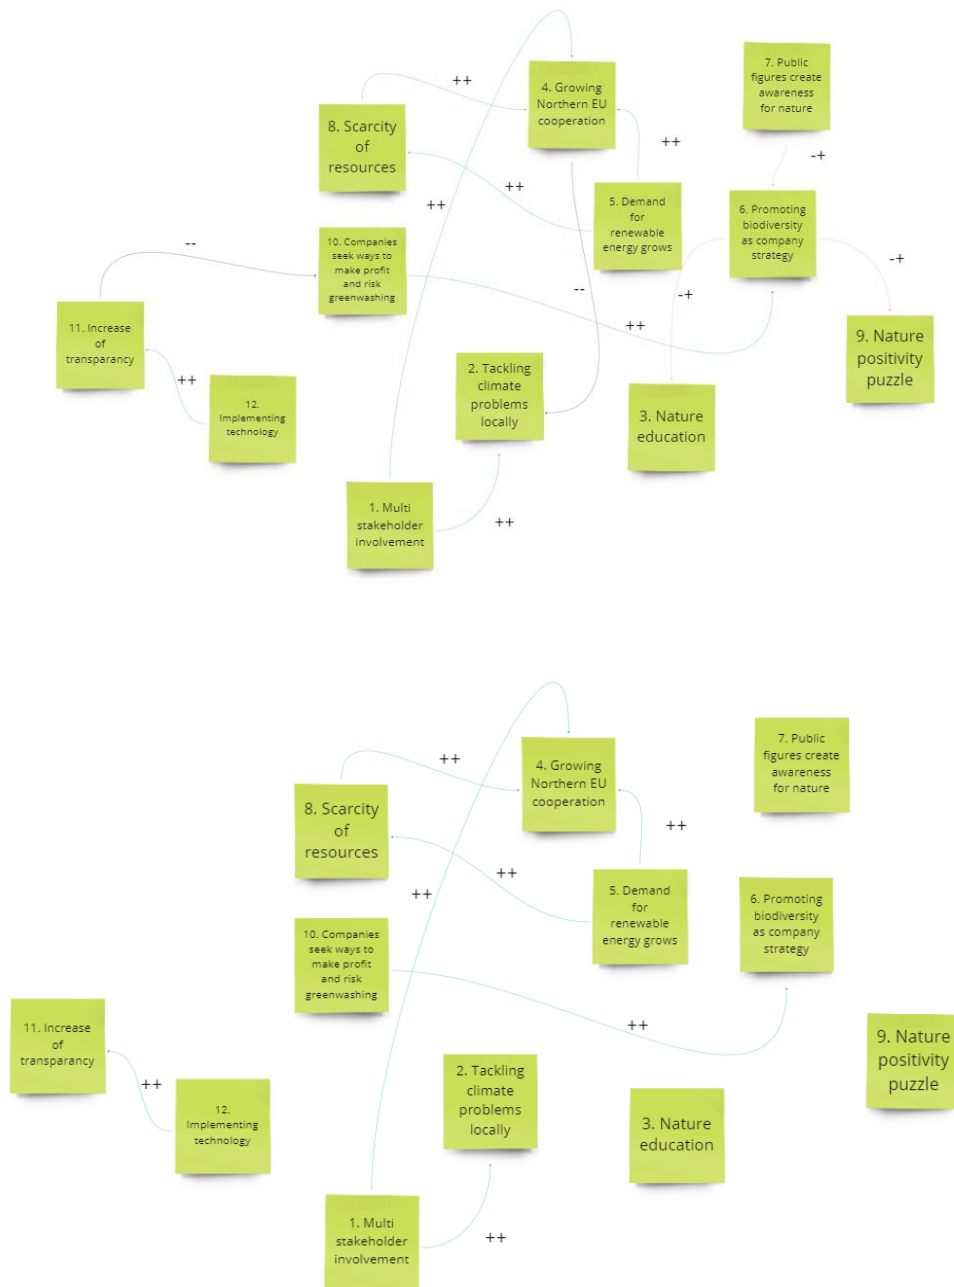 7. Public
figures create
awareness
for nature
4. Growing
Northern EU
cooperation
++
8. Scarcity
of
resources
++
-+
++
++
5. Demand
for
renewable
energy grows
6. Promoting
biodiversity
as company
strategy
--
10. Companies
seek ways to
make profit
and risk
greenwashing
-+
--
-+
++
11. Increase
of
transparancy
9. Nature
positivity
puzzle
++
12.
Implementing
technology
2. Tackling
climate
problems
locally
3. Nature
education
1. Multi
stakeholder
involvement
++
7. Public
figures create
awareness
for nature
++
4. Growing
Northern EU
cooperation
8. Scarcity
of
resources
++
++
++
5. Demand
for
renewable
energy grows
6. Promoting
biodiversity
as company
strategy
10. Companies
seek ways to
make profit
and risk
greenwashing
++
11. Increase
of
transparancy
9. Nature
positivity
puzzle
++
12.
Implementing
technology
2. Tackling
climate
problems
locally
3. Nature
education
1. Multi
stakeholder
involvement
++